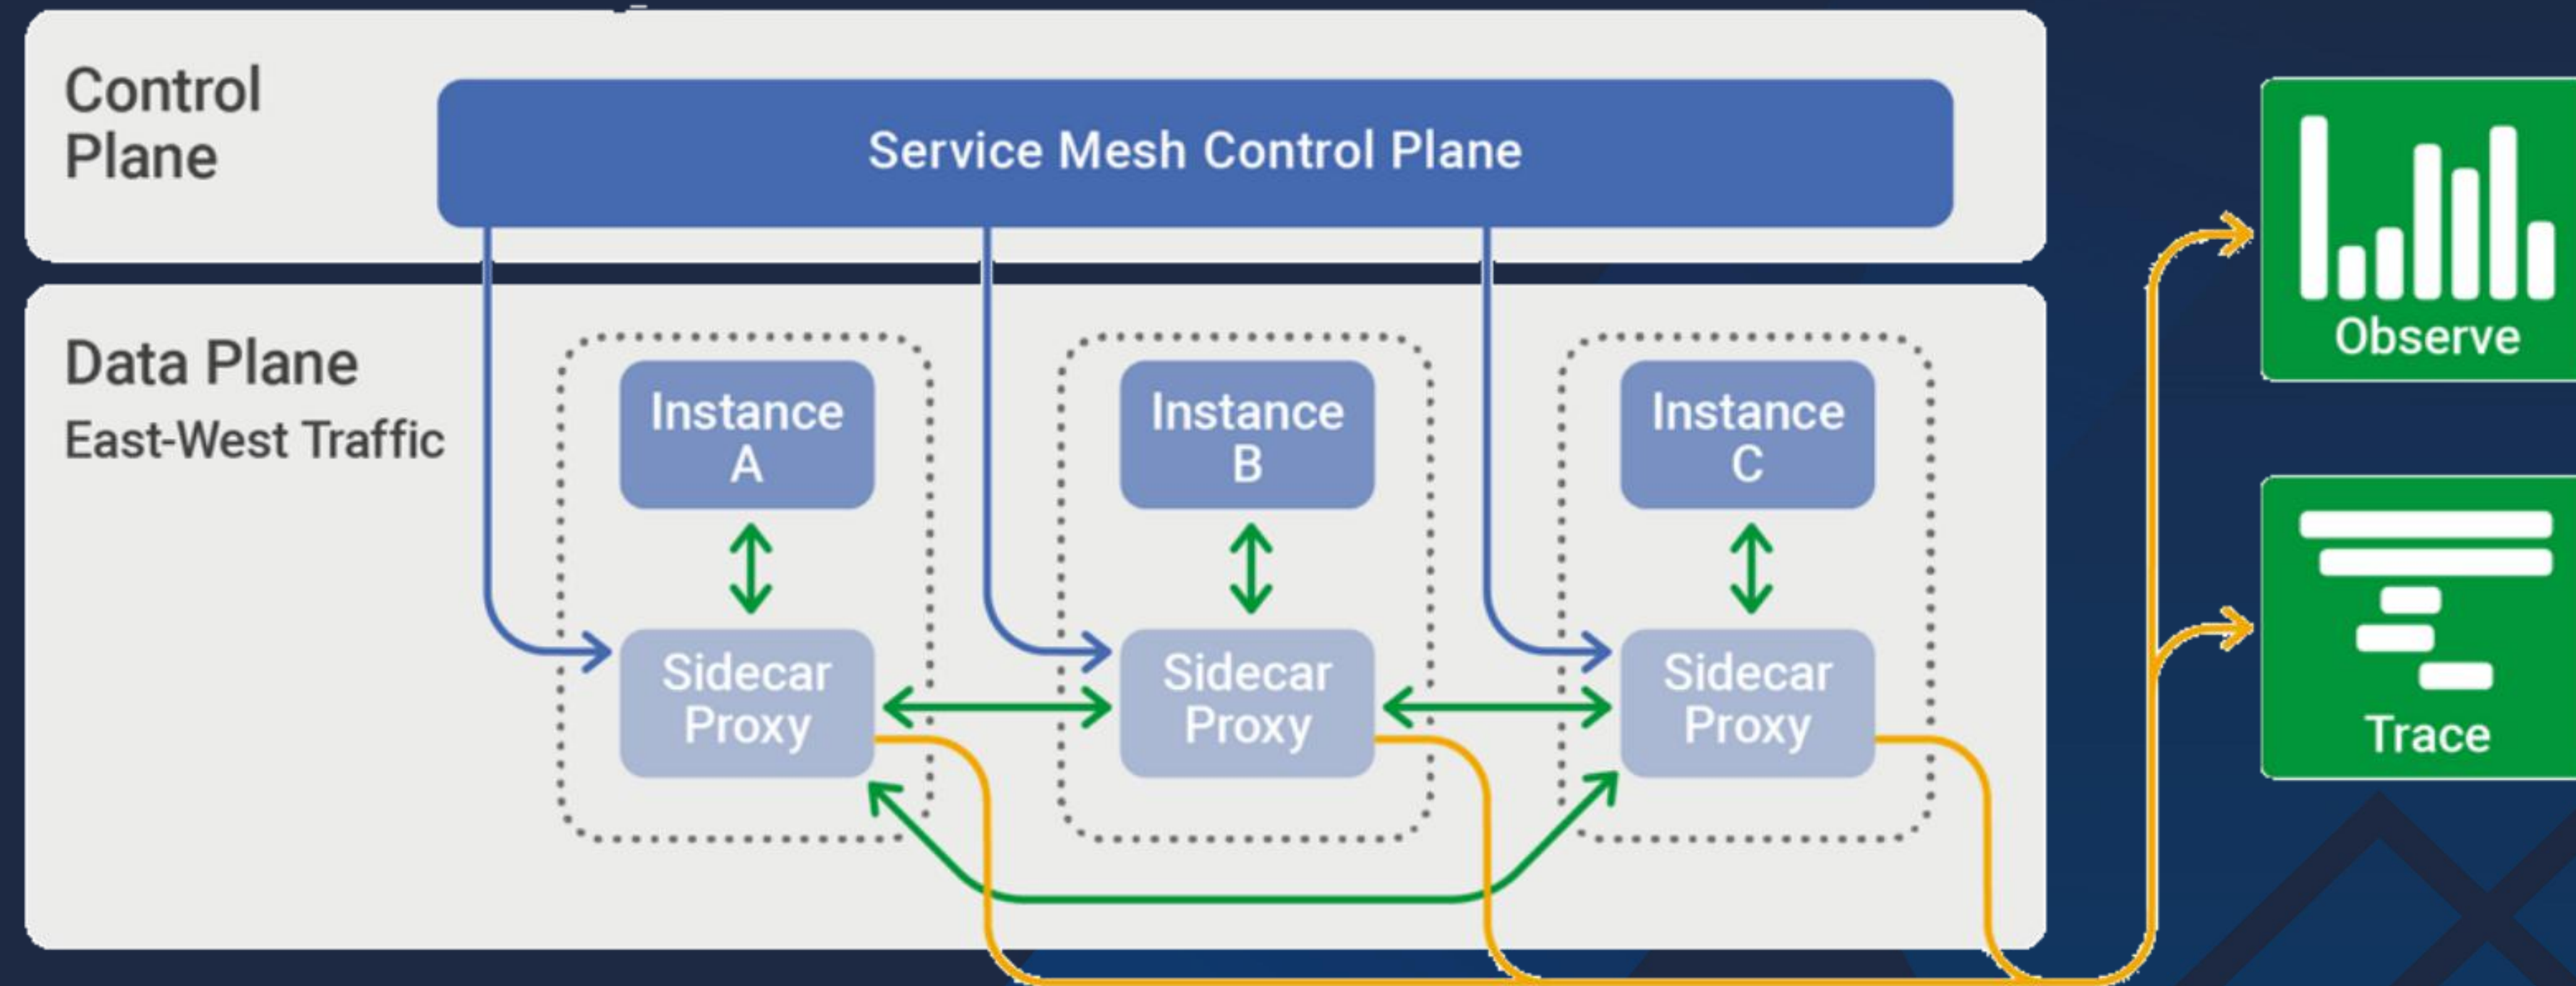 Control
Plane
Service Mesh Control Plane
Data Plane
East-West Traffic
Instance
A
Instance
B
Instance
C
Sidecar
Proxy
Sidecar
Proxy
Sidecar
Proxy
Observe
Trace